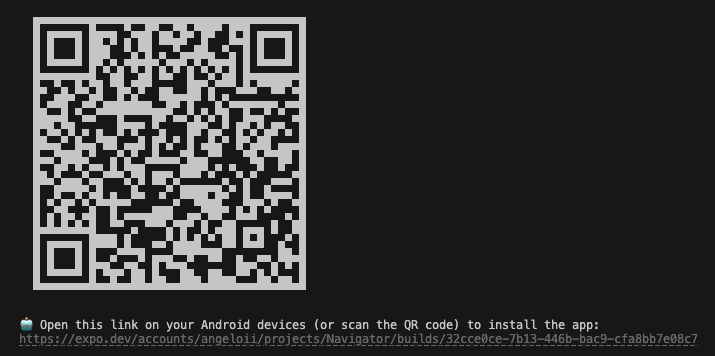 🤖 Open this link on your Android devices (or scan the QR code) to install the app:
https://expo.dev/accounts/angeloii/projects/Navigator/builds/32cce0ce-7b13-446b-bac9-cfa8bb7e08c7